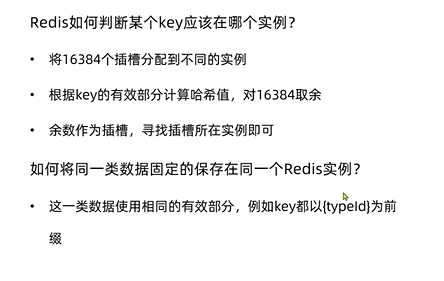 Redis如何判断某个key应该在哪个实例？
• 将16384个插槽分配到不同的实例
• 根据key的有效部分计算哈希值，对16384取余
• 余数作为插槽，寻找插槽所在实例即可
如何将同一类数据固定的保存在同一个Redis实例？
• 这一类数据使用相同的有效部分，例如key都以{typeId}为前
缀